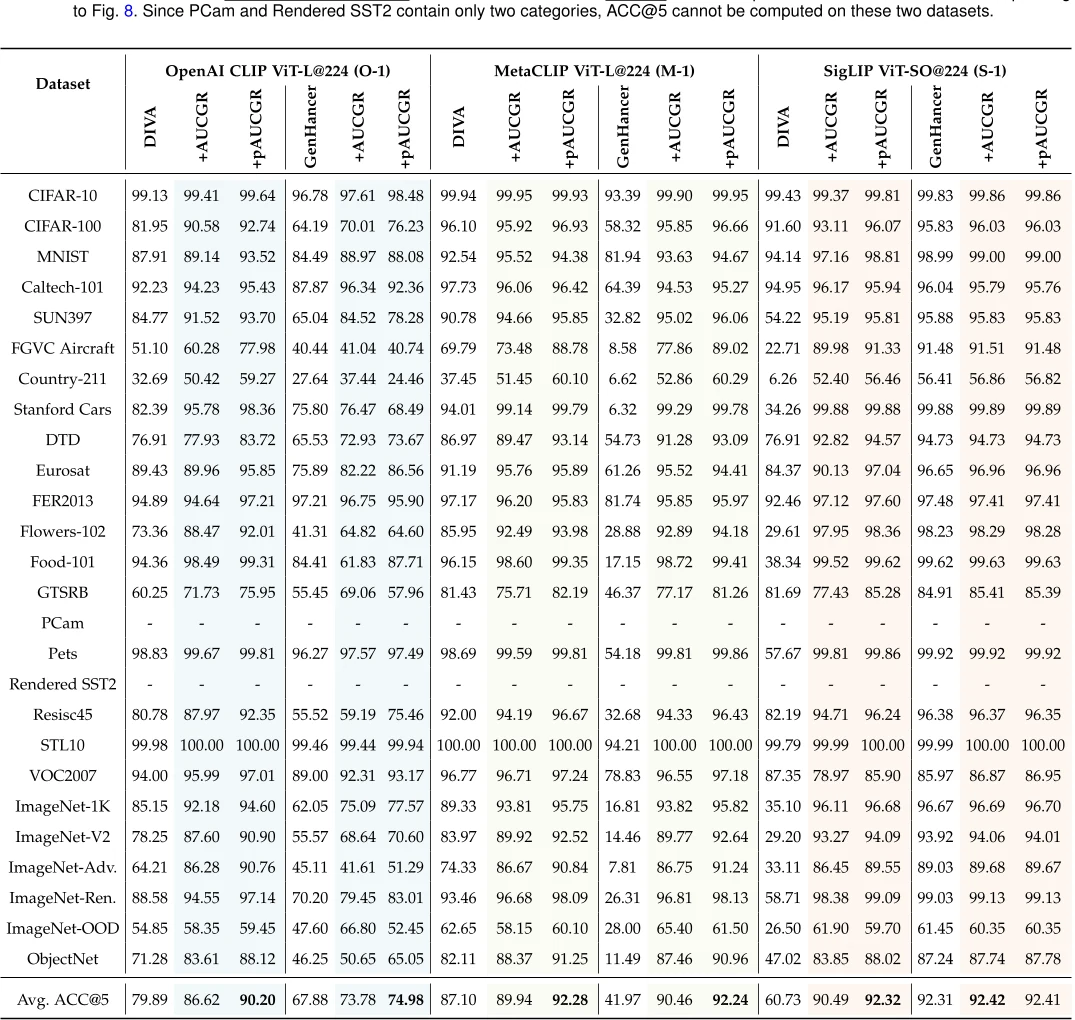 to Fig. 8. Since PCam and Rendered SST2 contain only two categories, ACC@5 cannot be computed on these two datasets.
Dataset OpenAI CLIP ViT-L@224 (O-1) MetaCLIP ViT-L@224 (M-1) SigLIP ViT-SO@224 (S-1)
DIVA +AUCGR +pAUCGR GenHancer +AUCGR +pAUCGR DIVA +AUCGR +pAUCGR GenHancer +AUCGR +pAUCGR DIVA +AUCGR +pAUCGR GenHancer +AUCGR +pAUCGR
CIFAR-10 99.13 99.41 99.64 96.78 97.61 98.48 99.94 99.95 99.93 93.39 99.90 99.95 99.43 99.37 99.81 99.83 99.86 99.86
CIFAR-100 81.95 90.58 92.74 64.19 70.01 76.23 96.10 95.92 96.93 58.32 95.85 96.66 91.60 93.11 96.07 95.83 96.03 96.03
MNIST 87.91 89.14 93.52 84.49 88.97 88.08 92.54 95.52 94.38 81.94 93.63 94.67 94.14 97.16 98.81 98.99 99.00 99.00
Caltech-101 92.23 94.23 95.43 87.87 96.34 92.36 97.73 96.06 96.42 64.39 94.53 95.27 94.95 96.17 95.94 96.04 95.79 95.76
SUN397 84.77 91.52 93.70 65.04 84.52 78.28 90.78 94.66 95.85 32.82 95.02 96.06 54.22 95.19 95.81 95.88 95.83 95.83
FGVC Aircraft 51.10 60.28 77.98 40.44 41.04 40.74 69.79 73.48 88.78 8.58 77.86 89.02 22.71 89.98 91.33 91.48 91.51 91.48
Country-211 32.69 50.42 59.27 27.64 37.44 24.46 37.45 51.45 60.10 6.62 52.86 60.29 6.26 52.40 56.46 56.41 56.86 56.82
Stanford Cars 82.39 95.78 98.36 75.80 76.47 68.49 94.01 99.14 99.79 6.32 99.29 99.78 34.26 99.88 99.88 99.88 99.89 99.89
DTD 76.91 77.93 83.72 65.53 72.93 73.67 86.97 89.47 93.14 54.73 91.28 93.09 76.91 92.82 94.57 94.73 94.73 94.73
Eurosat 89.43 89.96 95.85 75.89 82.22 86.56 91.19 95.76 95.89 61.26 95.52 94.41 84.37 90.13 97.04 96.65 96.96 96.96
FER2013 94.89 94.64 97.21 97.21 96.75 95.90 97.17 96.20 95.83 81.74 95.85 95.97 92.46 97.12 97.60 97.48 97.41 97.41
Flowers-102 73.36 88.47 92.01 41.31 64.82 64.60 85.95 92.49 93.98 28.88 92.89 94.18 29.61 97.95 98.36 98.23 98.29 98.28
Food-101 94.36 98.49 99.31 84.41 61.83 87.71 96.15 98.60 99.35 17.15 98.72 99.41 38.34 99.52 99.62 99.62 99.63 99.63
GTSRB 60.25 71.73 75.95 55.45 69.06 57.96 81.43 75.71 82.19 46.37 77.17 81.26 81.69 77.43 85.28 84.91 85.41 85.39
PCam - - - - - - - - - - - - - - - - - -
Pets 98.83 99.67 99.81 96.27 97.57 97.49 98.69 99.59 99.81 54.18 99.81 99.86 57.67 99.81 99.86 99.92 99.92 99.92
Rendered SST2 - - - - - - - - - - - - - - - - - -
Resisc45 80.78 87.97 92.35 55.52 59.19 75.46 92.00 94.19 96.67 32.68 94.33 96.43 82.19 94.71 96.24 96.38 96.37 96.35
STL10 99.98 100.00 100.00 99.46 99.44 99.94 100.00 100.00 100.00 94.21 100.00 100.00 99.79 99.99 100.00 99.99 100.00 100.00
VOC2007 94.00 95.99 97.01 89.00 92.31 93.17 96.77 96.71 97.24 78.83 96.55 97.18 87.35 78.97 85.90 85.97 86.87 86.95
ImageNet-1K 85.15 92.18 94.60 62.05 75.09 77.57 89.33 93.81 95.75 16.81 93.82 95.82 35.10 96.11 96.68 96.67 96.69 96.70
ImageNet-V2 78.25 87.60 90.90 55.57 68.64 70.60 83.97 89.92 92.52 14.46 89.77 92.64 29.20 93.27 94.09 93.92 94.06 94.01
ImageNet-Adv. 64.21 86.28 90.76 45.11 41.61 51.29 74.33 86.67 90.84 7.81 86.75 91.24 33.11 86.45 89.55 89.03 89.68 89.67
ImageNet-Ren. 88.58 94.55 97.14 70.20 79.45 83.01 93.46 96.68 98.09 26.31 96.81 98.13 58.71 98.38 99.09 99.03 99.13 99.13
ImageNet-OOD 54.85 58.35 59.45 47.60 66.80 52.45 62.65 58.15 60.10 28.00 65.40 61.50 26.50 61.90 59.70 61.45 60.35 60.35
ObjectNet 71.28 83.61 88.12 46.25 50.65 65.05 82.11 88.37 91.25 11.49 87.46 90.96 47.02 83.85 88.02 87.24 87.74 87.78
Avg. ACC@5 79.89 86.62 90.20 67.88 73.78 74.98 87.10 89.94 92.28 41.97 90.46 92.24 60.73 90.49 92.32 92.31 92.42 92.41